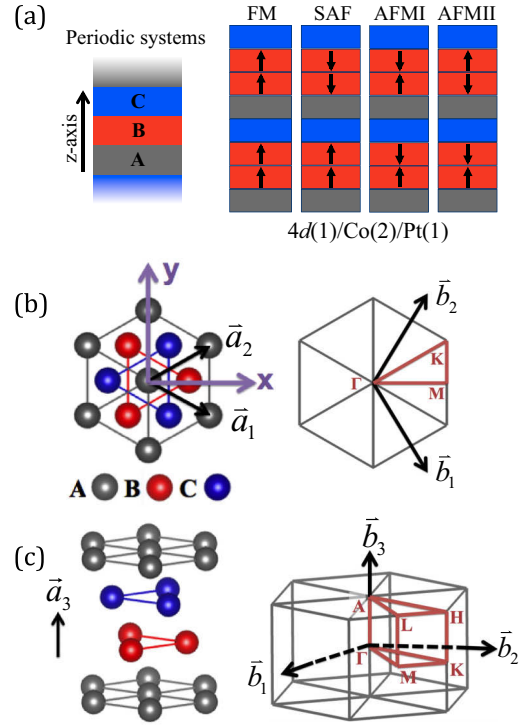 (a)
Periodic systems
z-axis
C
B
A
FM SAF AFMI AFMII
4d(1)/Co(2)/Pt(1)
(b)
y
x
a⃗2
a⃗1
A B C
b⃗2
K
Γ
M
b⃗1
(c)
a⃗3
b⃗3
A
L
H
Γ
M
K
b⃗1
b⃗2